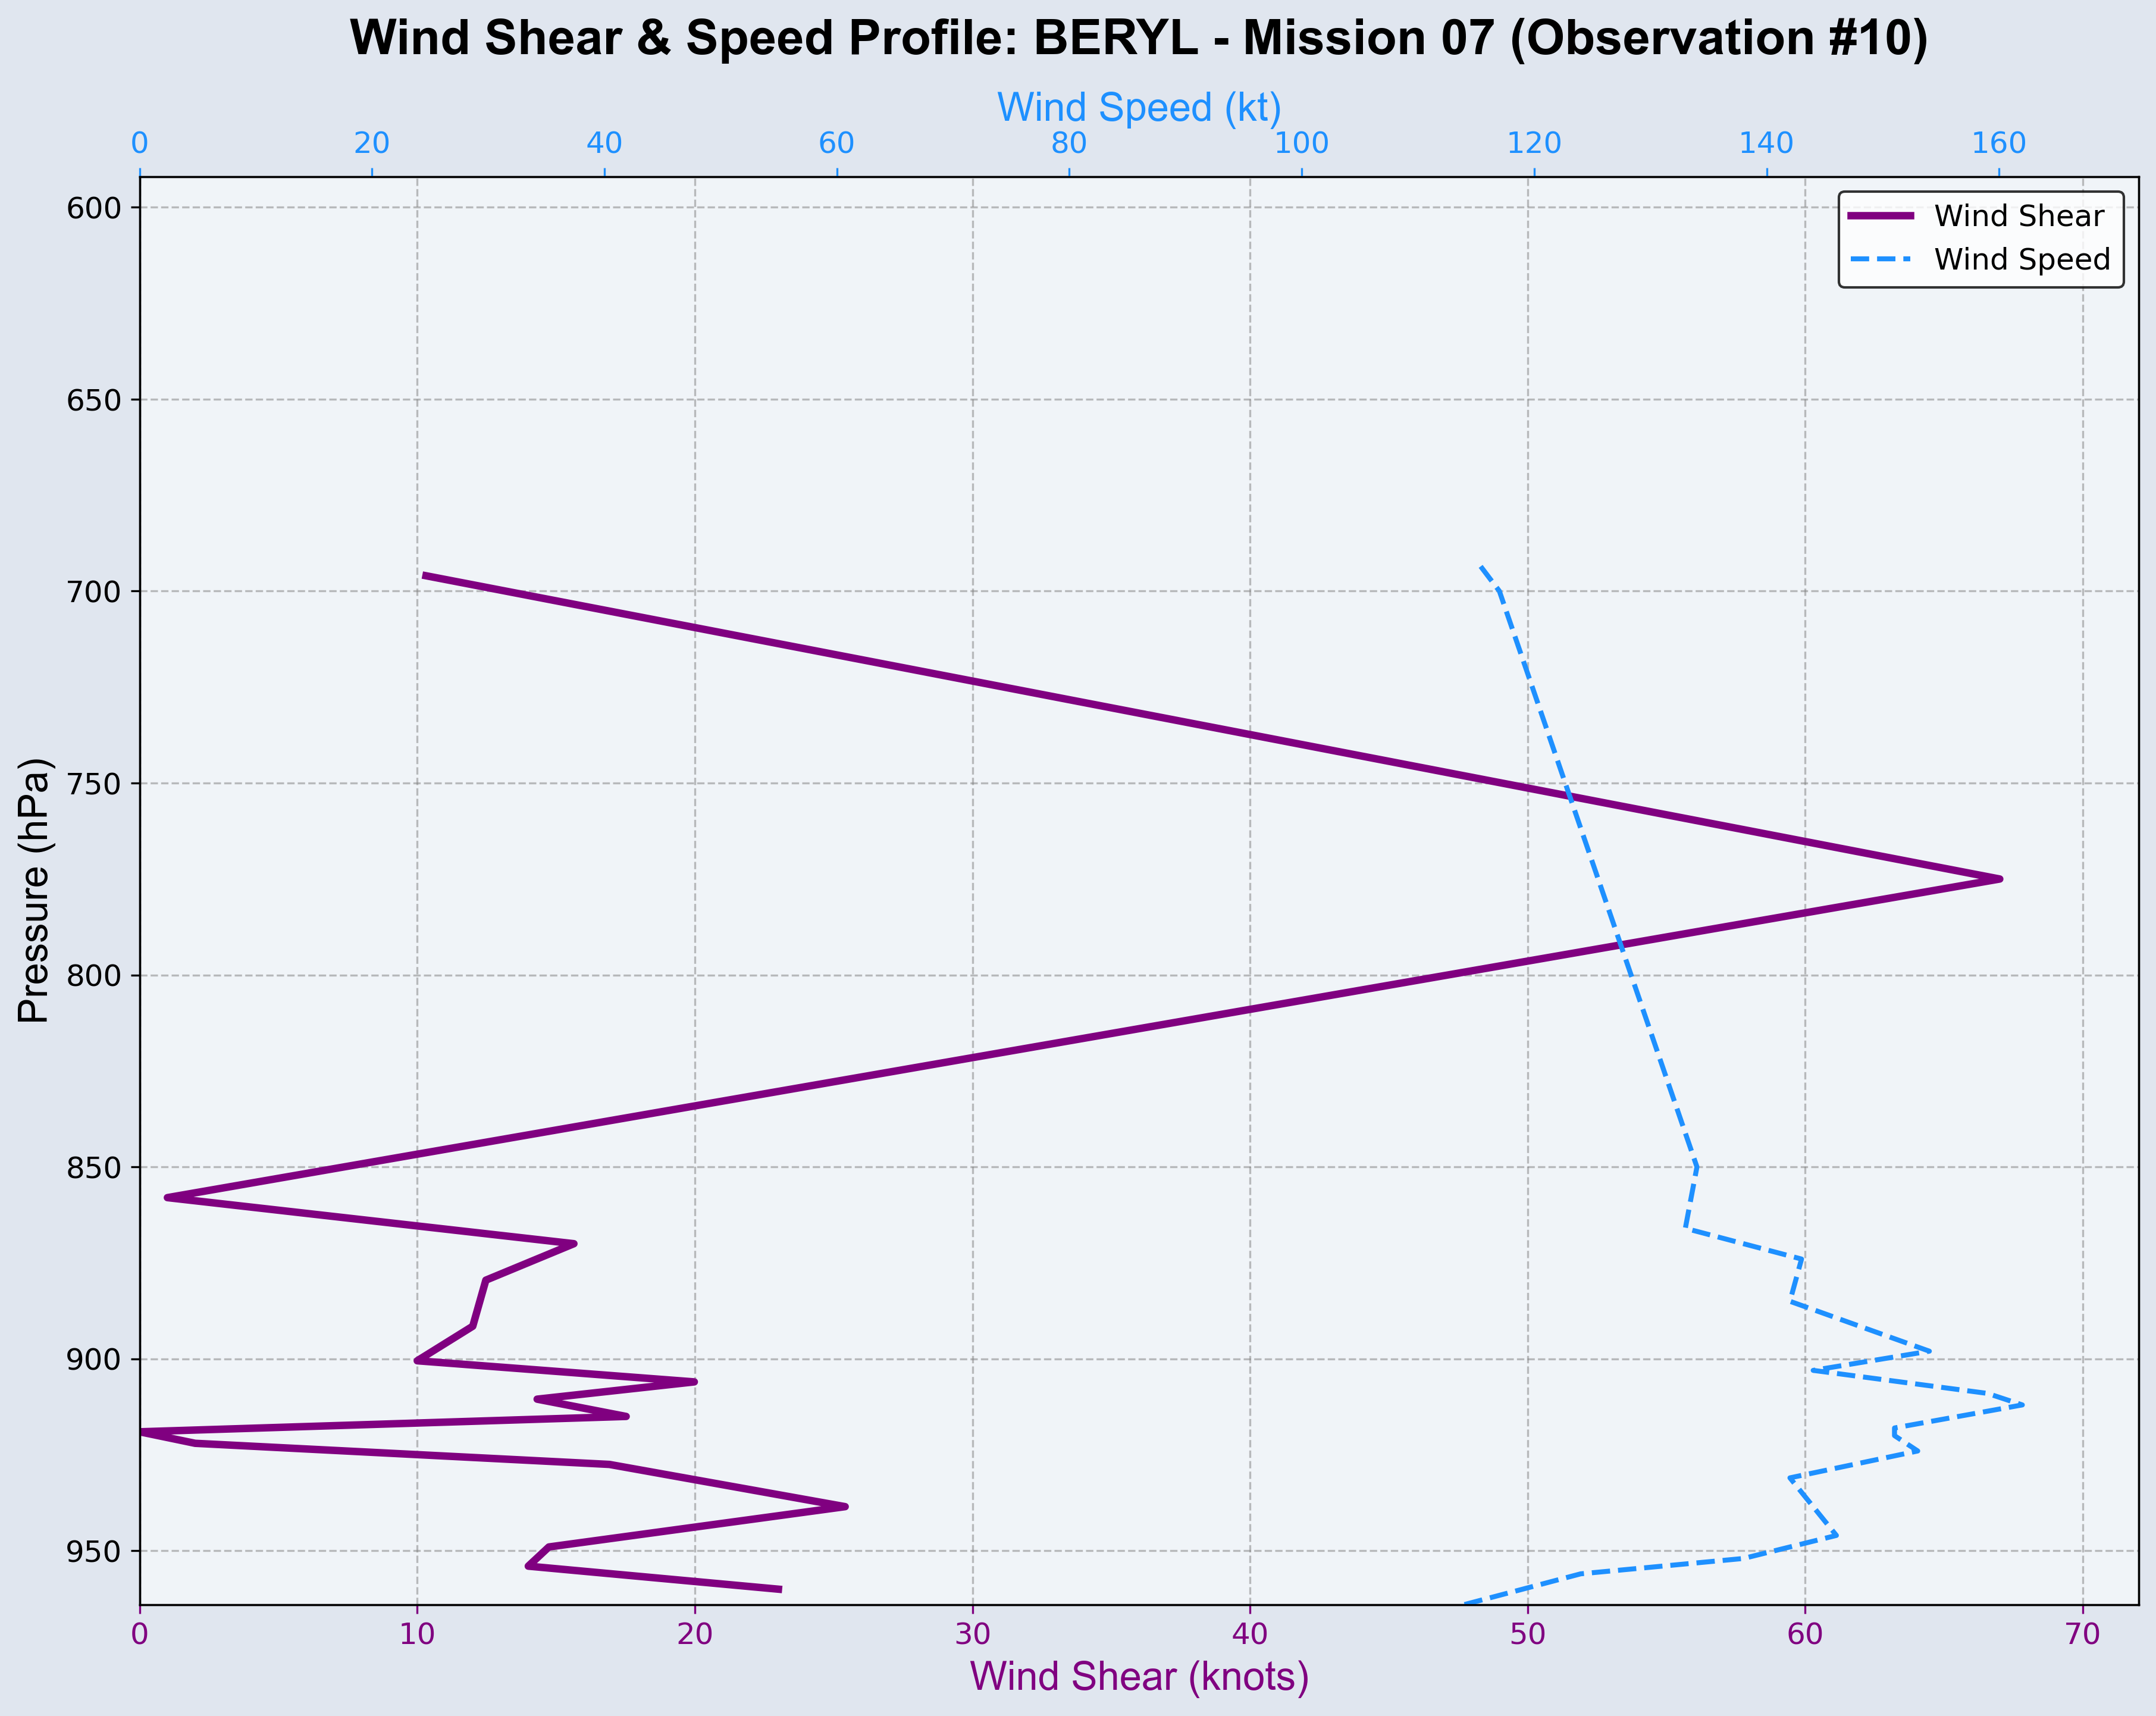 Wind Shear & Speed Profile: BERYL - Mission 07 (Observation #10)
Wind Speed (kt)
0 20 40 60 80 100 120 140 160
Wind Shear
Wind Speed
Pressure (hPa)
600
650
700
750
800
850
900
950
0 10 20 30 40 50 60 70
Wind Shear (knots)